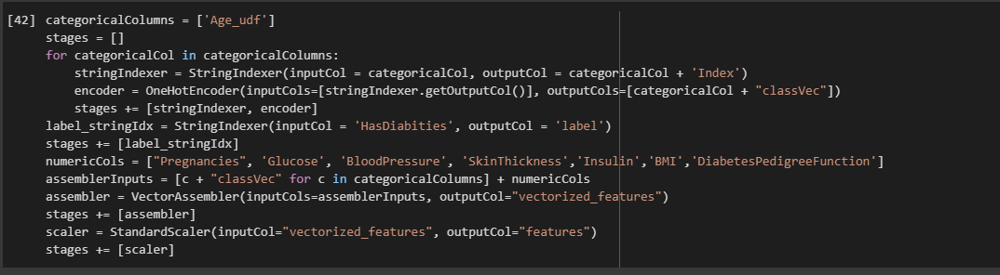 [42] categoricalColumns = ['Age_udf']
stages = []
for categoricalCol in categoricalColumns:
    stringIndexer = StringIndexer(inputCol = categoricalCol, outputCol = categoricalCol + 'Index')
    encoder = OneHotEncoder(inputCols=[stringIndexer.getOutputCol()], outputCols=[categoricalCol + "classVec"])
    stages += [stringIndexer, encoder]
label_stringIdx = StringIndexer(inputCol = 'HasDiabities', outputCol = 'label')
stages += [label_stringIdx]
numericCols = ["Pregnancies", 'Glucose', 'BloodPressure', 'SkinThickness','Insulin','BMI','DiabetesPedigreeFunction']
assemblerInputs = [c + "classVec" for c in categoricalColumns] + numericCols
assembler = VectorAssembler(inputCols=assemblerInputs, outputCol="vectorized_features")
stages += [assembler]
scaler = StandardScaler(inputCol="vectorized_features", outputCol="features")
stages += [scaler]